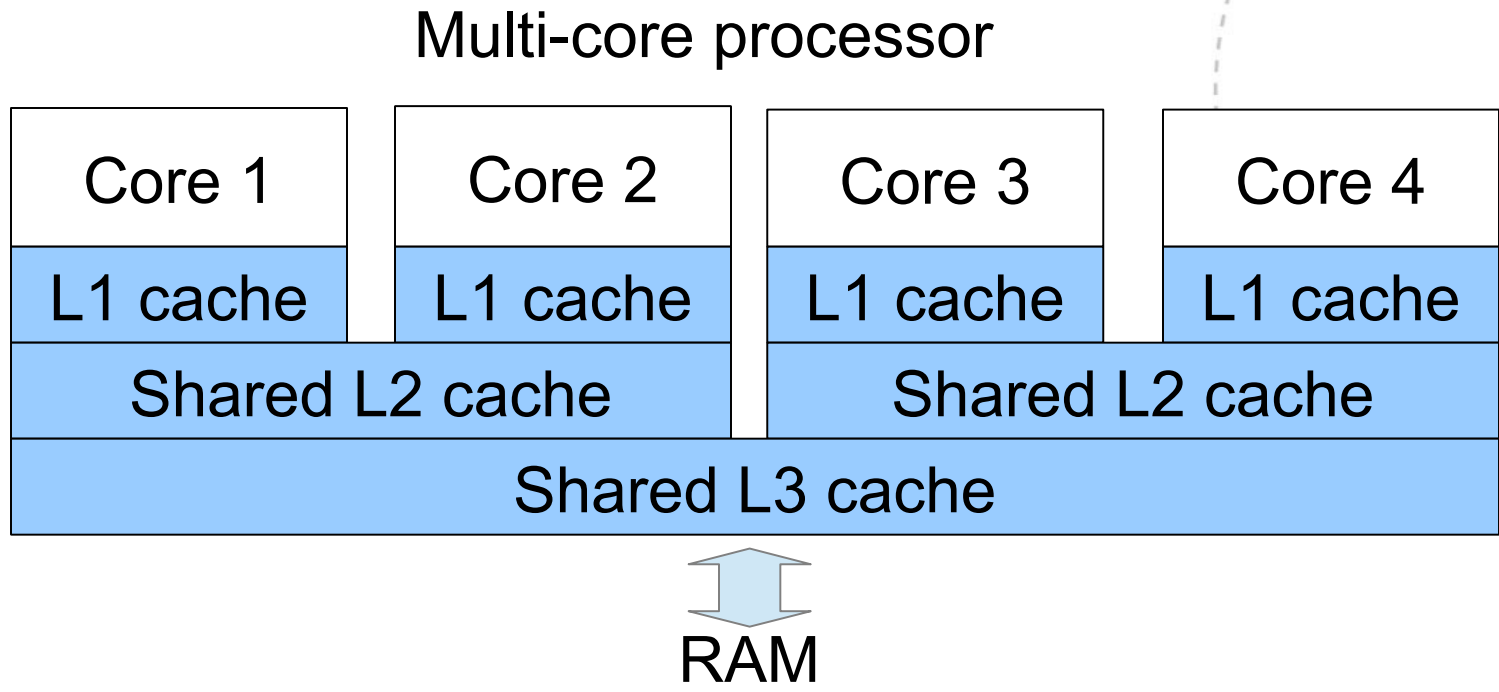 Multi-core processor
Core 1 Core 2 Core 3 Core 4
L1 cache L1 cache L1 cache L1 cache
Shared L2 cache Shared L2 cache
Shared L3 cache
RAM